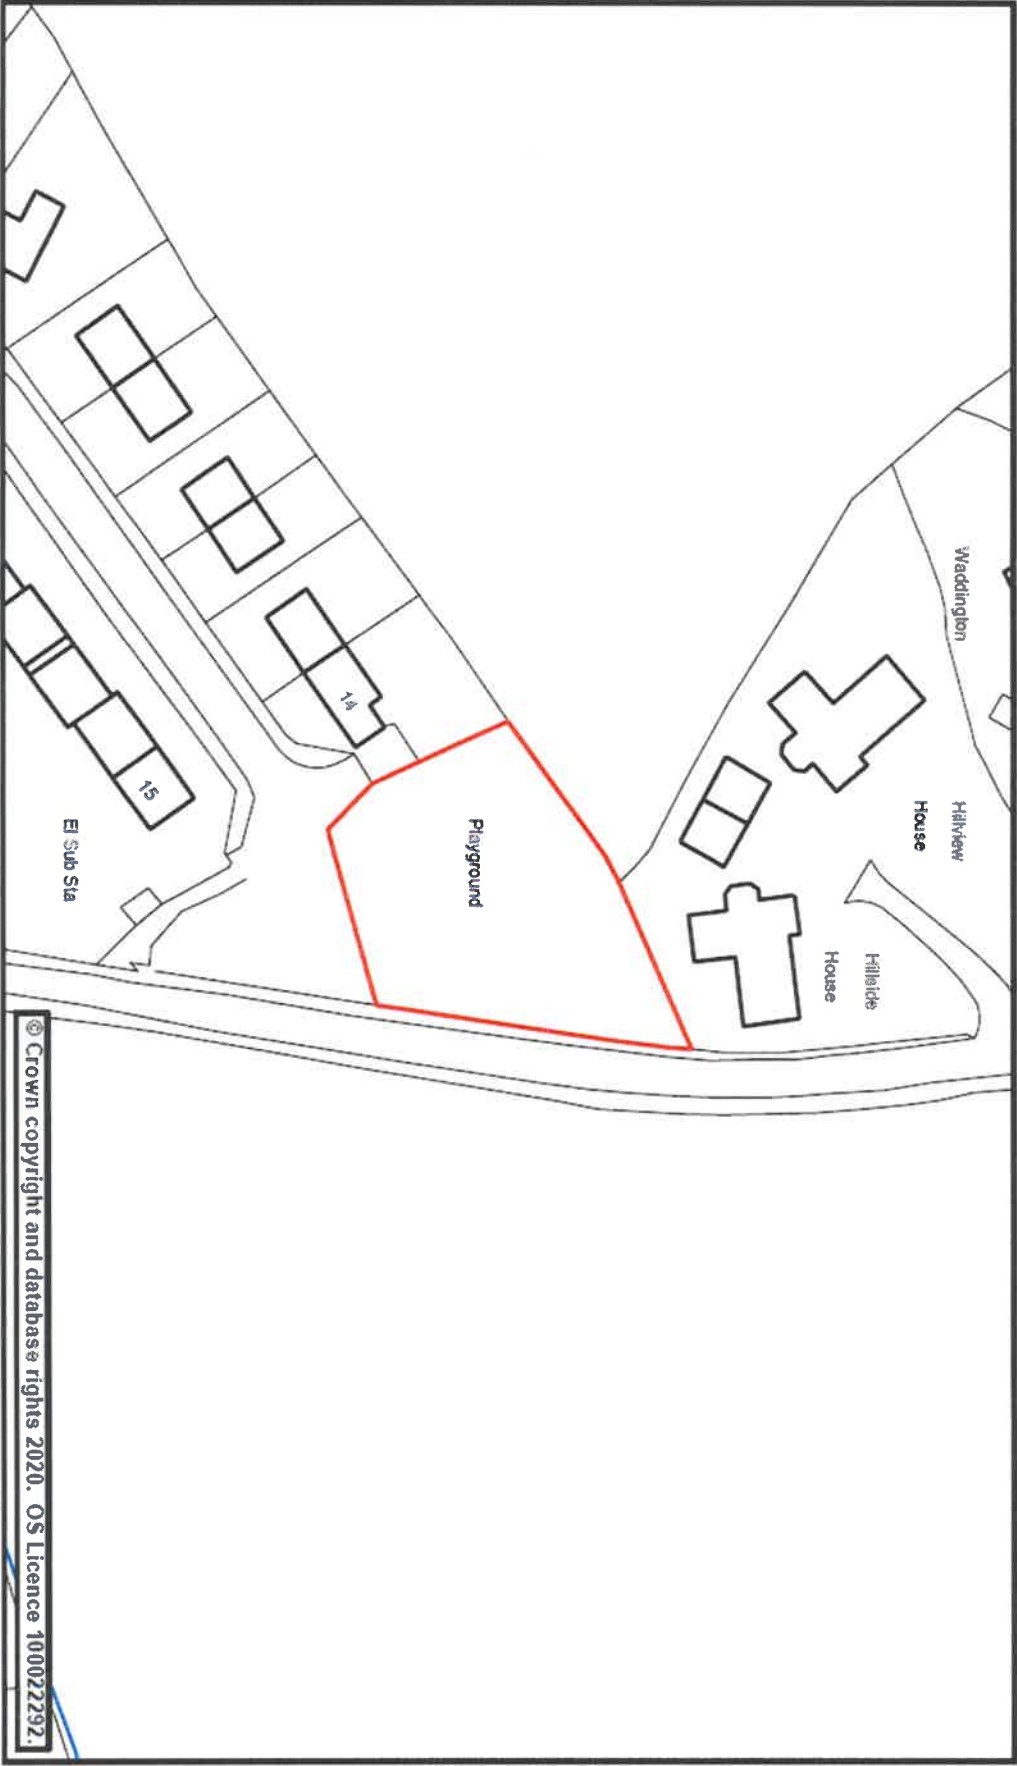 Waddington
Hillview
House
Hillside
House
Playground
14
15
El Sub Sta
© Crown copyright and database rights 2020. OS Licence 100022292.